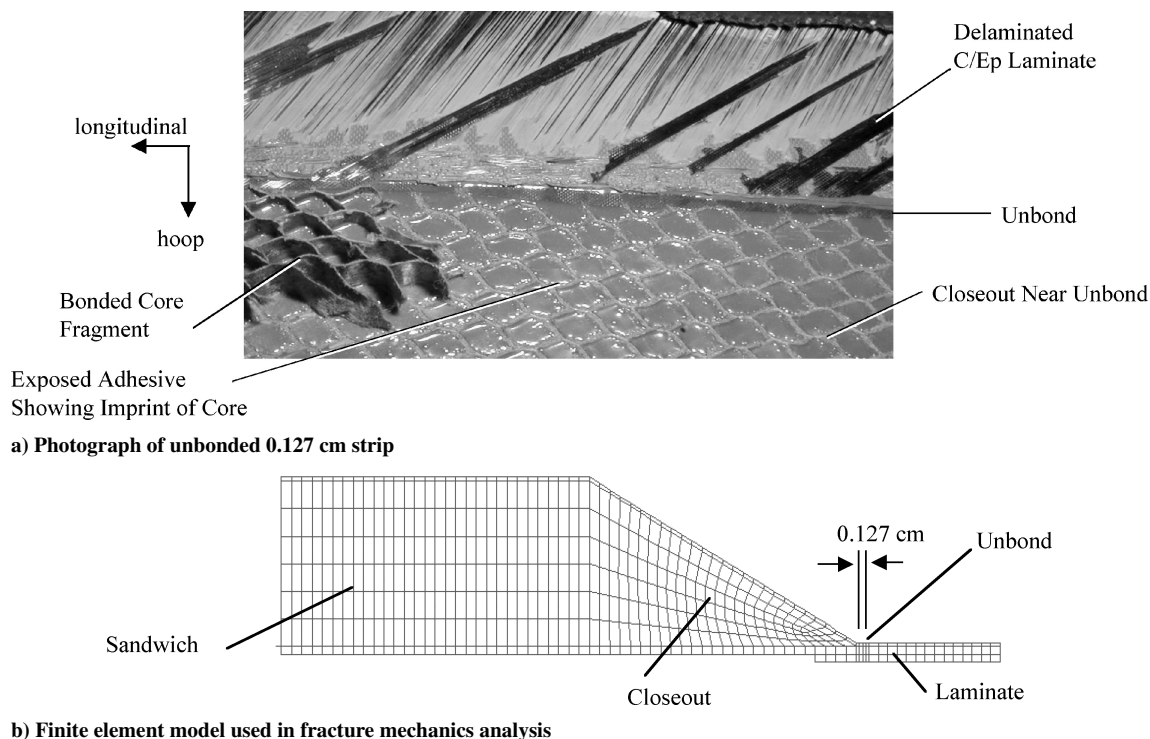 Delaminated
C/Ep Laminate
longitudinal
hoop
Unbond
Bonded Core
Fragment
Closeout Near Unbond
Exposed Adhesive
Showing Imprint of Core
a) Photograph of unbonded 0.127 cm strip
0.127 cm
Unbond
Sandwich
Closeout
Laminate
b) Finite element model used in fracture mechanics analysis